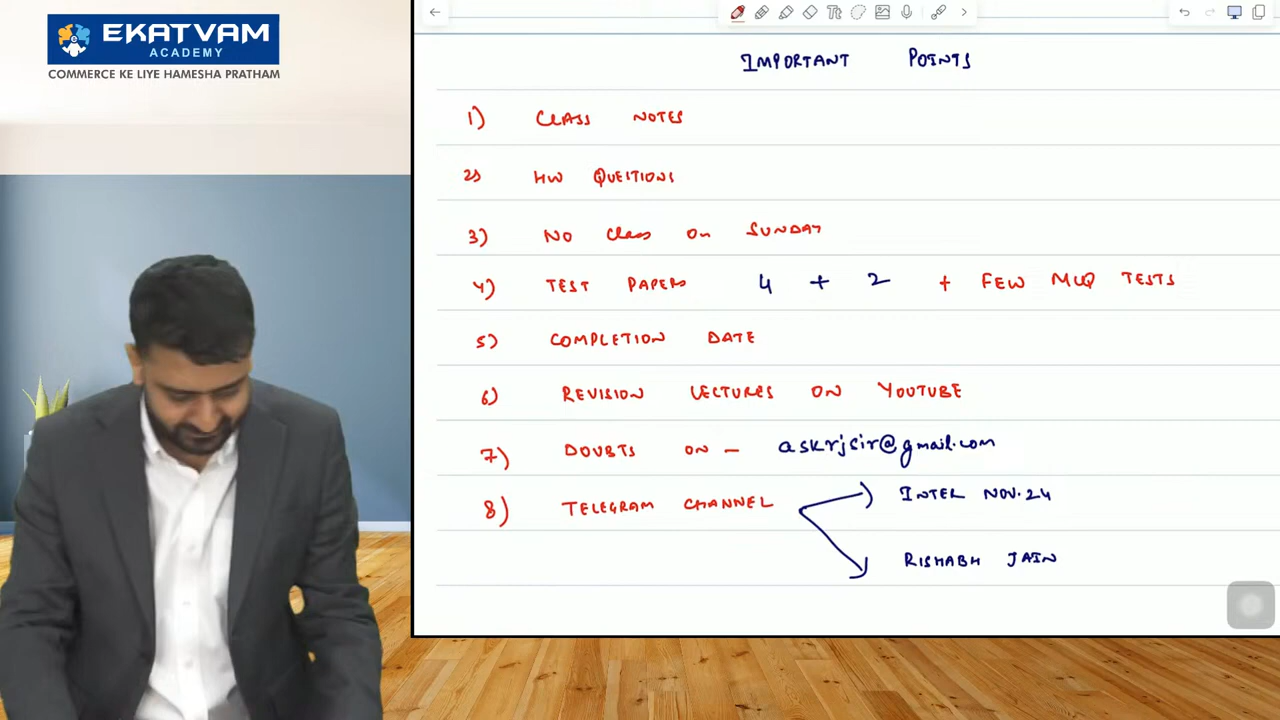 EKATVAM
ACADEMY
COMMERCE KE LIYE HAMESHA PRATHAM
IMPORTANT POINTS
1) CLASS NOTES
2) HW QUESTIONS
3) NO CLASS ON SUNDAY
4) TEST PAPERS 4 + 2 + FEW MCQ TESTS
5) COMPLETION DATE
6) REVISION LECTURES ON YOUTUBE
7) DOUBTS ON – askrjsir@gmail.com
8) TELEGRAM CHANNEL INTER NOV.24
RISHABH JAIN